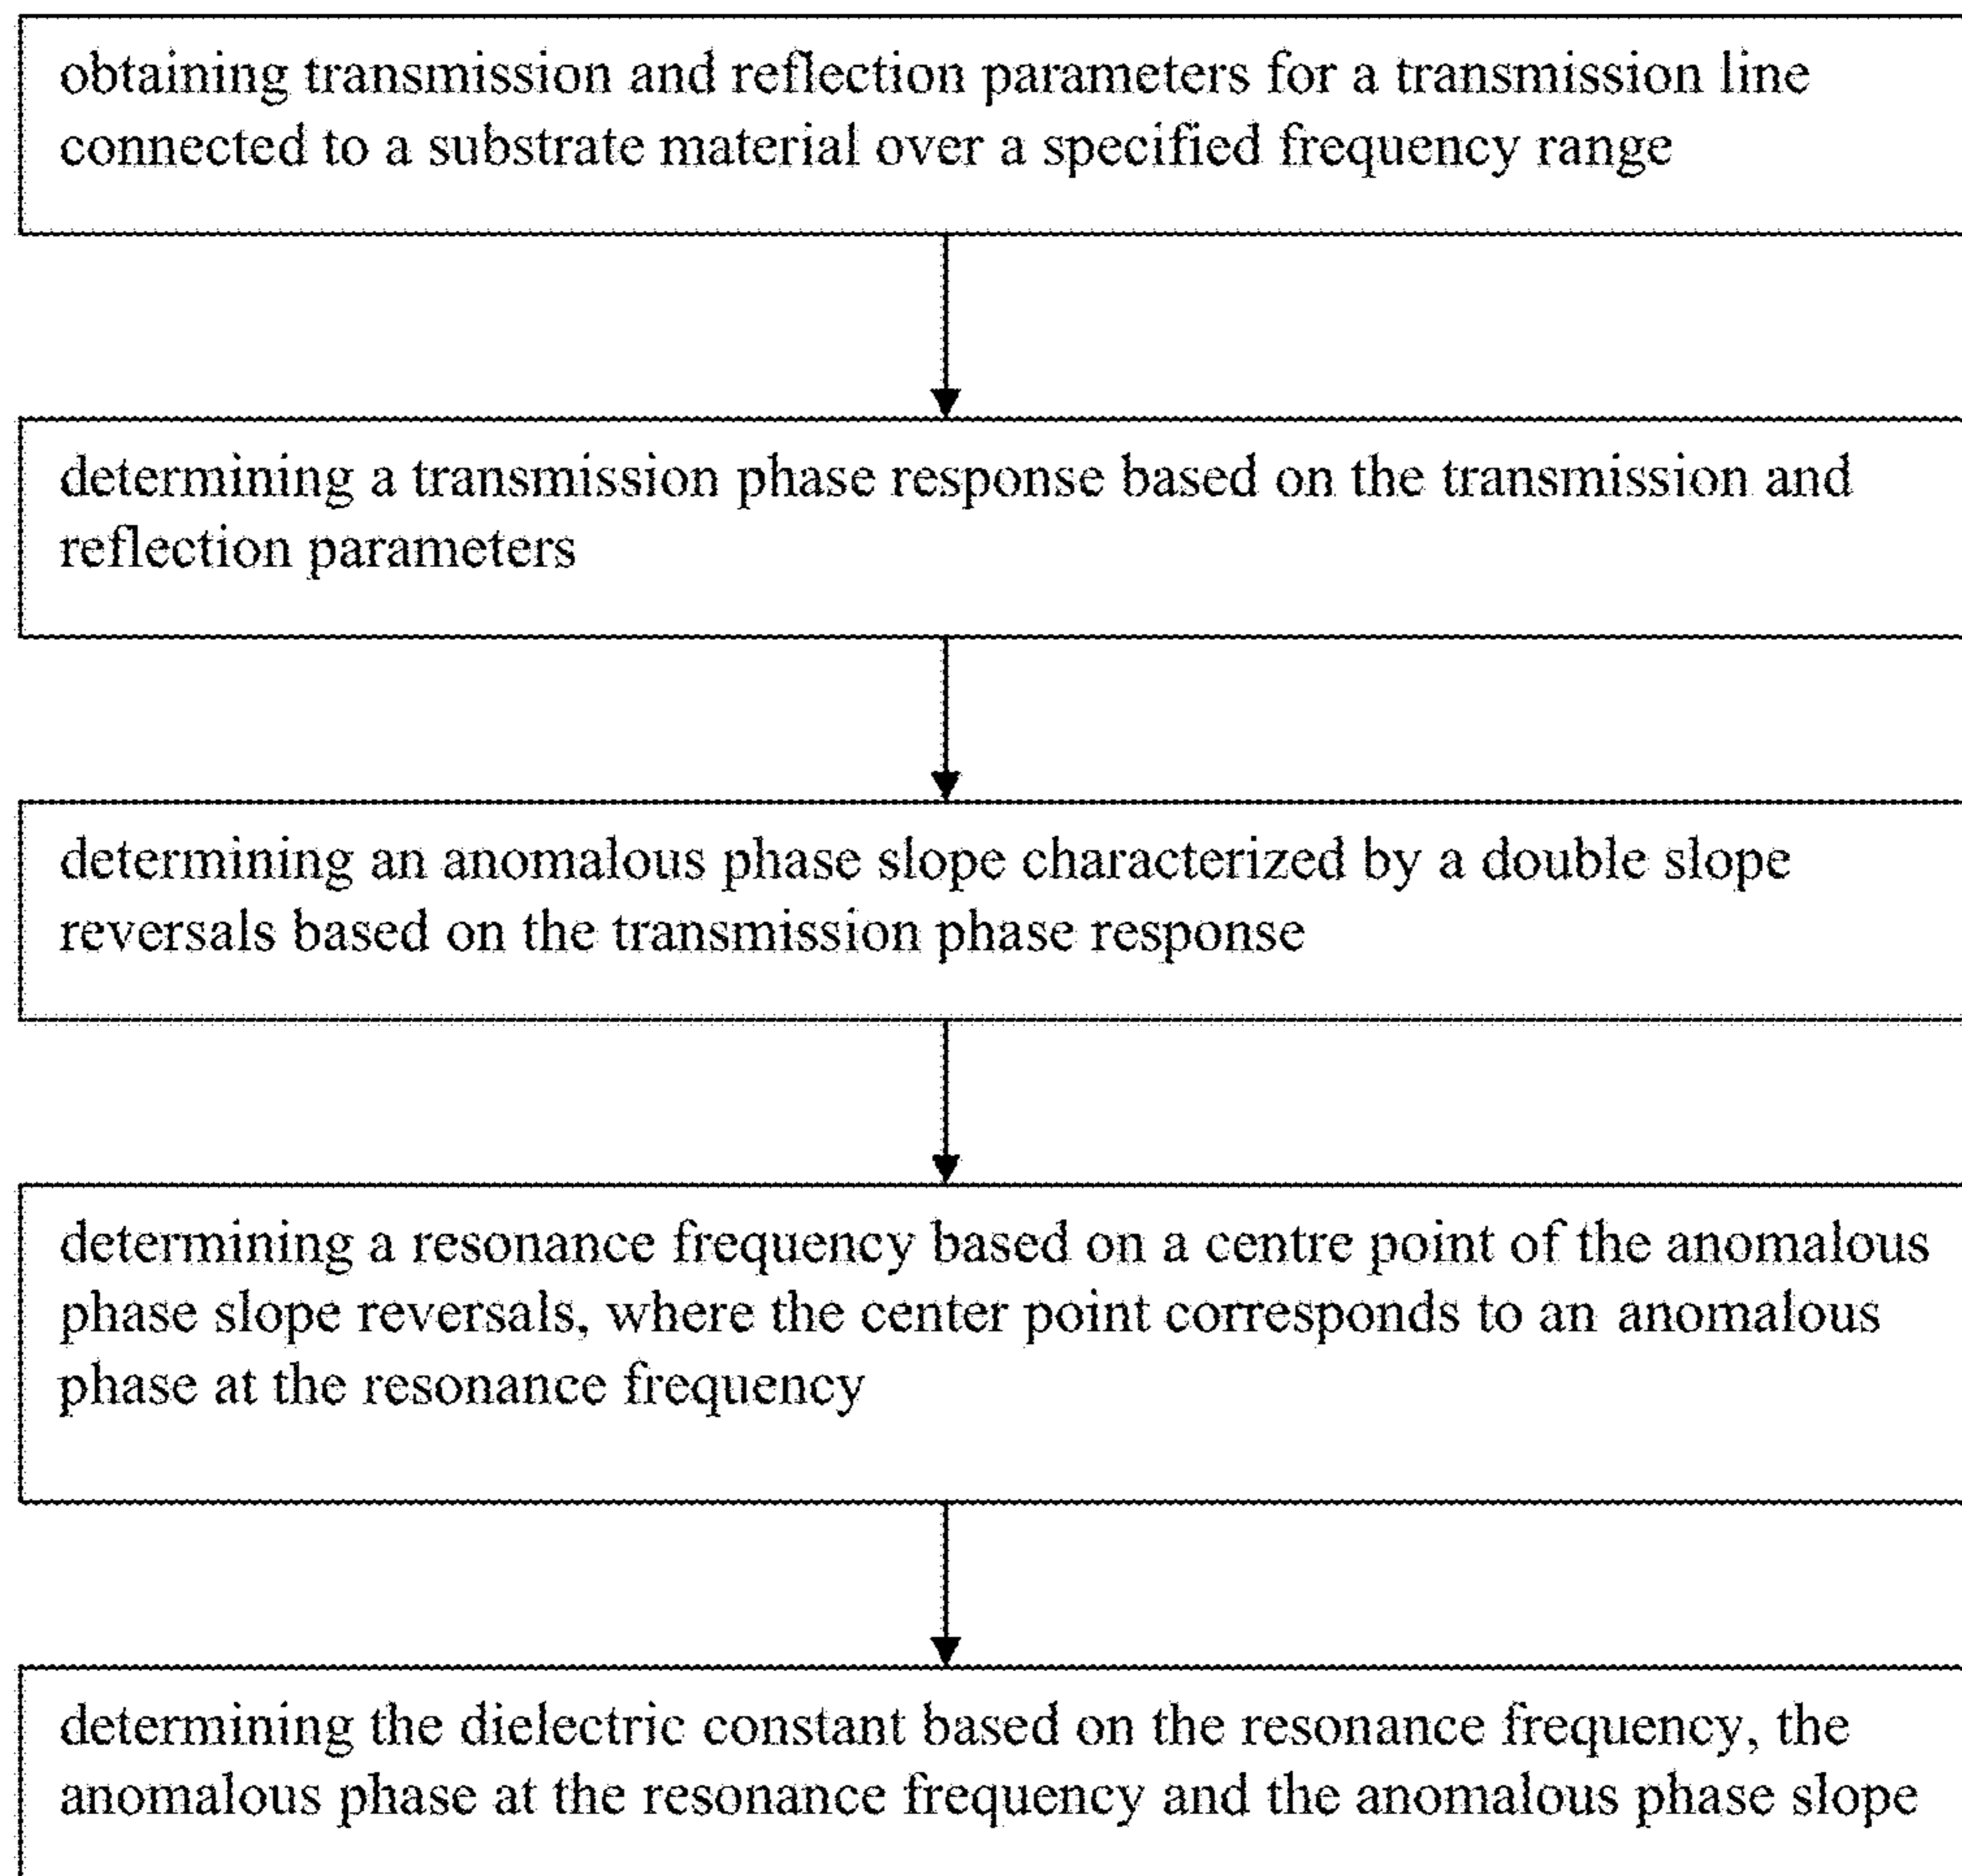 obtaining transmission and reflection parameters for a transmission line
connected to a substrate material over a specified frequency range
determining a transmission phase response based on the transmission and
reflection parameters
determining an anomalous phase slope characterized by a double slope
reversals based on the transmission phase response
determining a resonance frequency based on a centre point of the anomalous
phase slope reversals, where the center point corresponds to an anomalous
phase at the resonance frequency
determining the dielectric constant based on the resonance frequency, the
anomalous phase at the resonance frequency and the anomalous phase slope